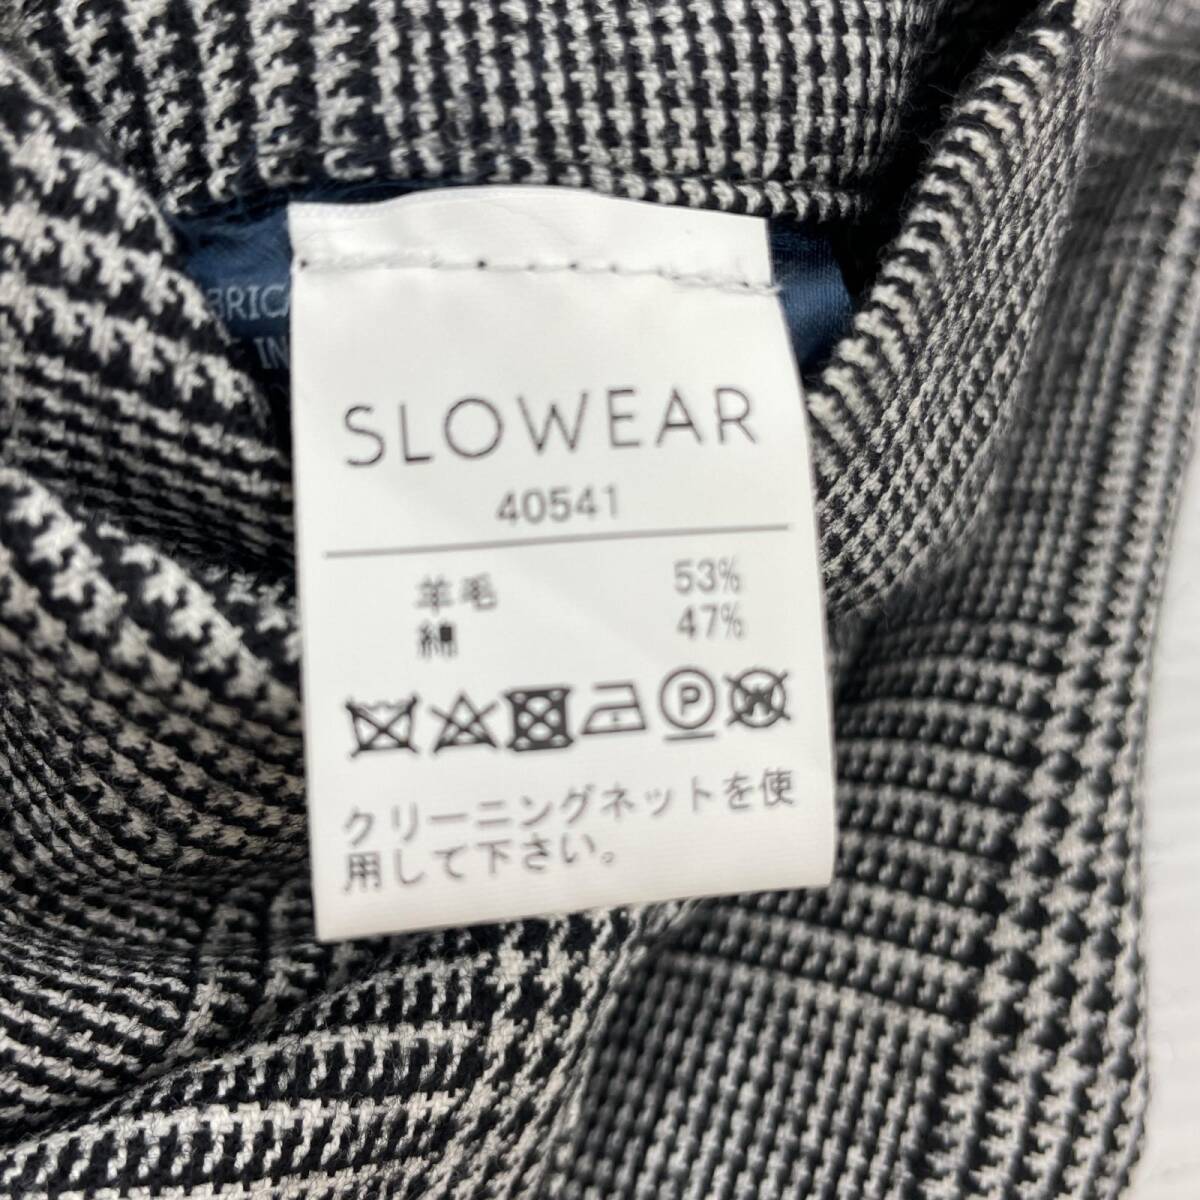 SLOWEAR
40541
羊毛 53%
綿 47%
P W
クリーニングネットを使
用して下さい。